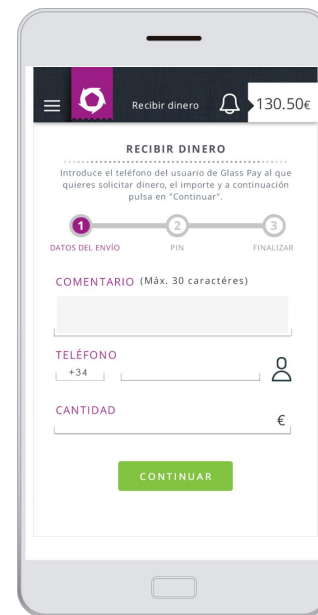 Recibir dinero
130.50€
RECIBIR DINERO
Introduce el teléfono del usuario de Glass Pay al que
quieres solicitar dinero, el importe y a continuación
pulsa en "Continuar".
1 2 3
DATOS DEL ENVÍO PIN FINALIZAR
COMENTARIO (Máx. 30 caractéres)
TELÉFONO
+34
CANTIDAD
€
CONTINUAR